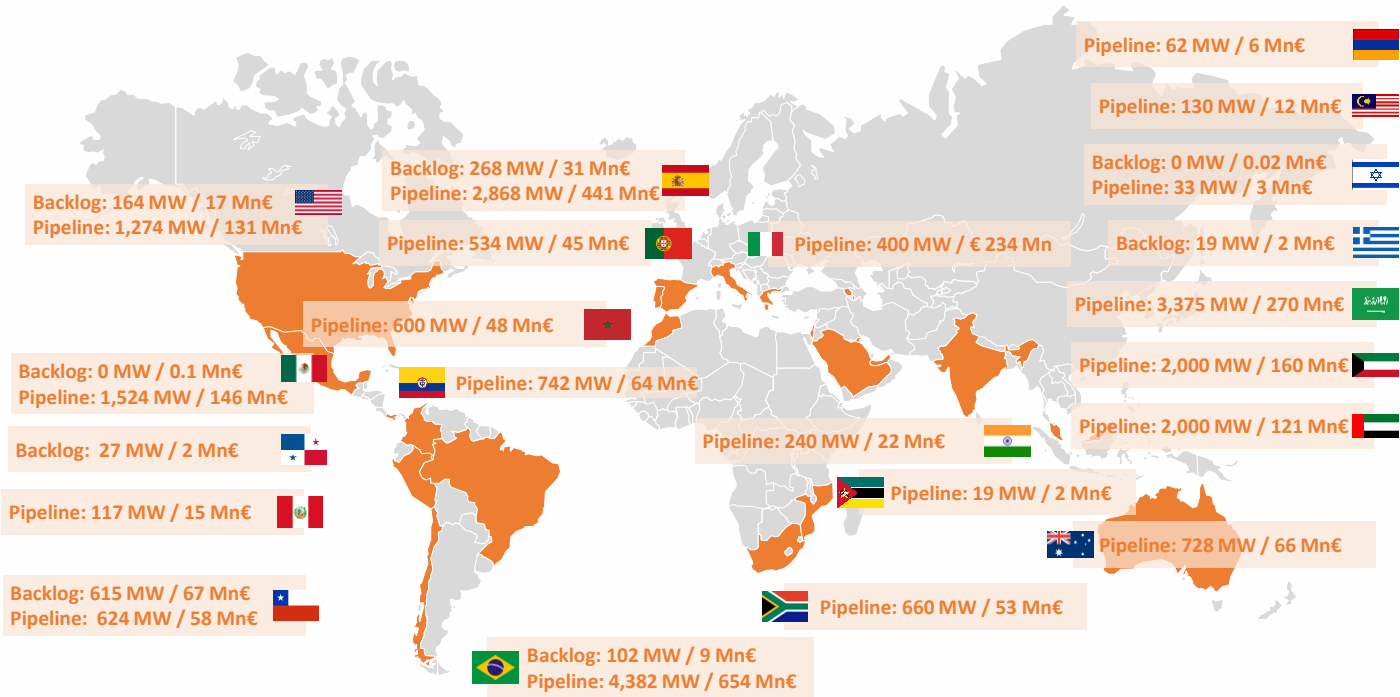 Pipeline: 62 MW / 6 Mn€
Pipeline: 130 MW / 12 Mn€
Backlog: 268 MW / 31 Mn€
Pipeline: 2,868 MW / 441 Mn€
Backlog: 0 MW / 0.02 Mn€
Pipeline: 33 MW / 3 Mn€
Backlog: 164 MW / 17 Mn€
Pipeline: 1,274 MW / 131 Mn€
Pipeline: 534 MW / 45 Mn€
Pipeline: 400 MW / € 234 Mn
Backlog: 19 MW / 2 Mn€
Pipeline: 3,375 MW / 270 Mn€
Pipeline: 600 MW / 48 Mn€
Backlog: 0 MW / 0.1 Mn€
Pipeline: 1,524 MW / 146 Mn€
Pipeline: 742 MW / 64 Mn€
Pipeline: 2,000 MW / 160 Mn€
Pipeline: 2,000 MW / 121 Mn€
Backlog: 27 MW / 2 Mn€
Pipeline: 240 MW / 22 Mn€
Pipeline: 19 MW / 2 Mn€
Pipeline: 117 MW / 15 Mn€
Pipeline: 728 MW / 66 Mn€
Backlog: 615 MW / 67 Mn€
Pipeline: 624 MW / 58 Mn€
Pipeline: 660 MW / 53 Mn€
Backlog: 102 MW / 9 Mn€
Pipeline: 4,382 MW / 654 Mn€